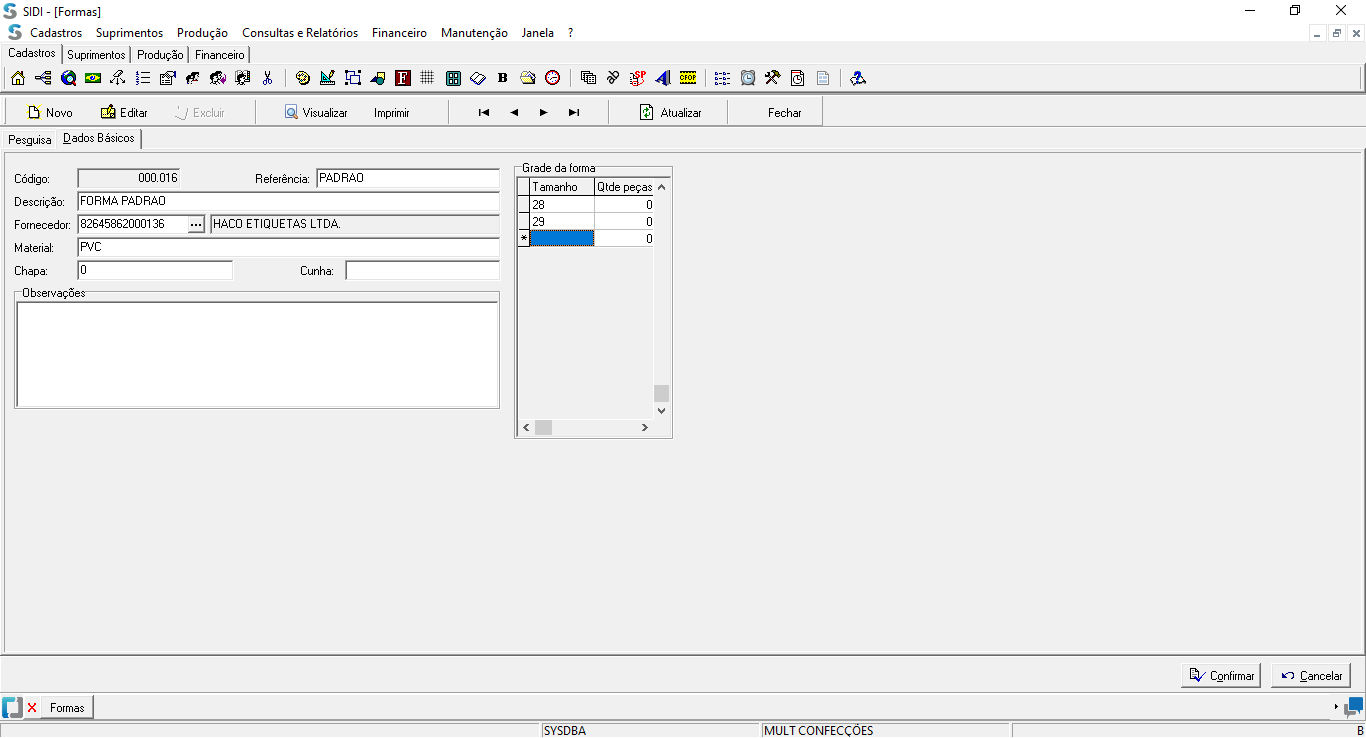 SIDI - [Formas]
Cadastros Suprimentos Produção Consultas e Relatórios Financeiro Manutenção Janela ?
Cadastros Suprimentos Produção Financeiro
F B SP CFOP
Novo Editar Excluir Visualizar Imprimir Atualizar Fechar
Pesquisa Dados Básicos
Código: 000.016 Referência: PADRAO
Descrição: FORMA PADRAO
Fornecedor: 82645862000136 ... HACO ETIQUETAS LTDA.
Material: PVC
Chapa: 0 Cunha:
Observações
Grade da forma
Tamanho Qtde peças
28 0
29 0
* 0
Confirmar Cancelar
Formas
SYSDBA MULT CONFECÇÕES B